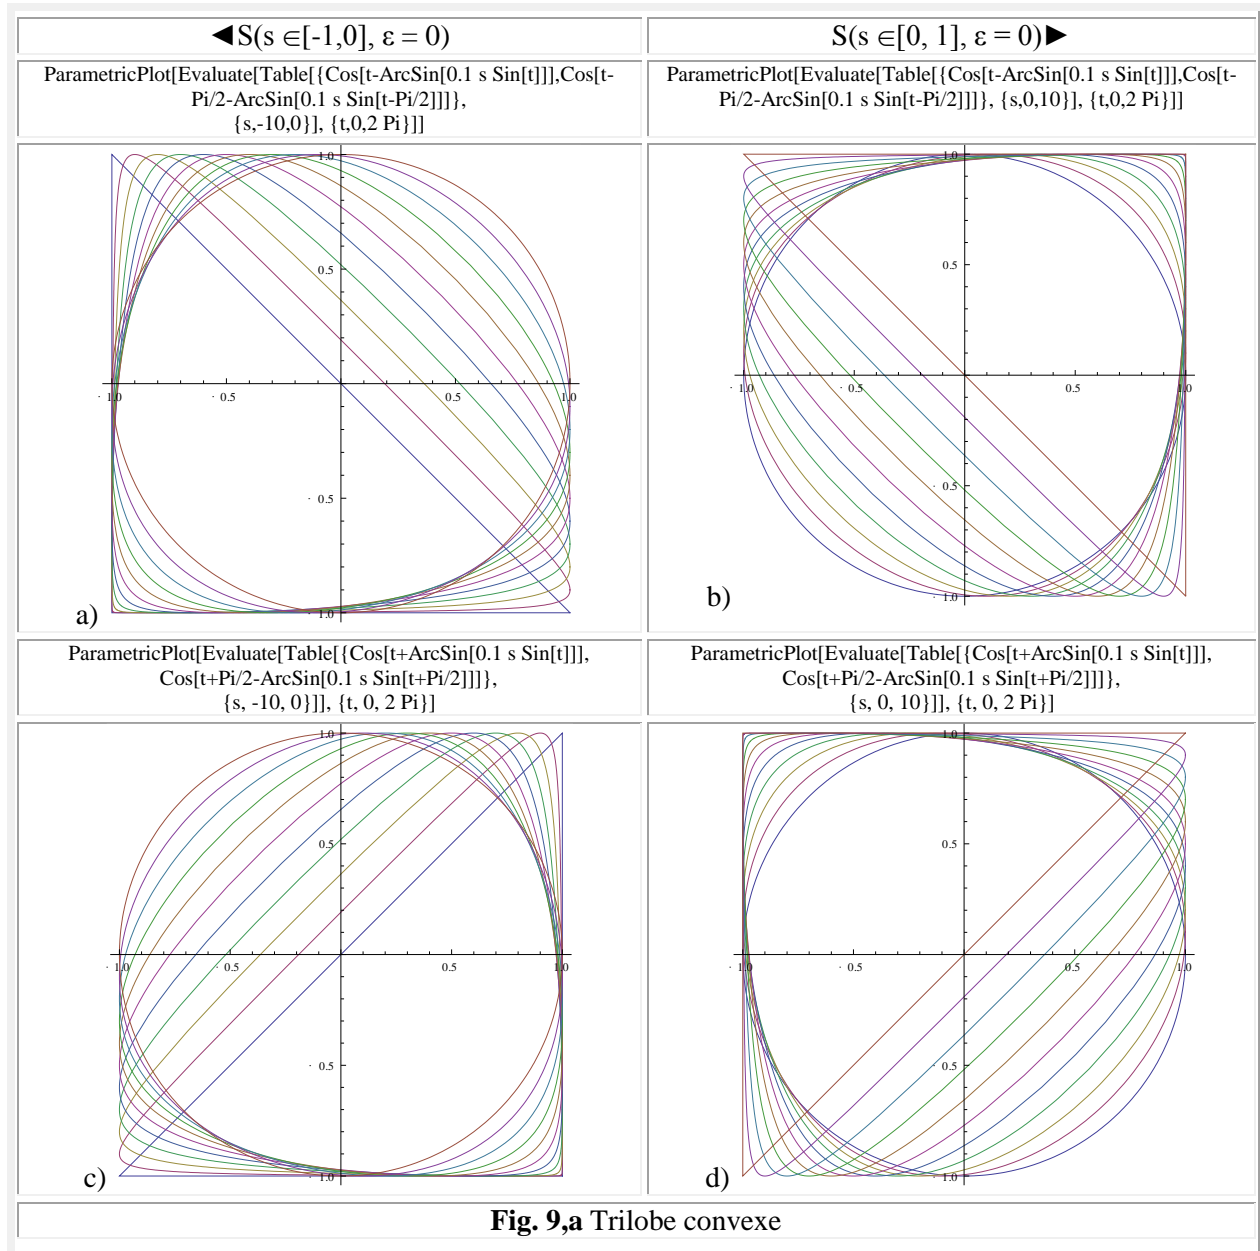 ◄S(s ∈[-1,0], ε = 0)
S(s ∈[0, 1], ε = 0)►
ParametricPlot[Evaluate[Table[{Cos[t-ArcSin[0.1 s Sin[t]]],Cos[t-
Pi/2-ArcSin[0.1 s Sin[t-Pi/2]]]},
{s,-10,0}], {t,0,2 Pi}]]
ParametricPlot[Evaluate[Table[{Cos[t-ArcSin[0.1 s Sin[t]]],Cos[t-
Pi/2-ArcSin[0.1 s Sin[t-Pi/2]]]}, {s,0,10}], {t,0,2 Pi}]]
1.0
0.5
· 1.0
· 0.5
0.5
1.0
· 0.5
· 1.0
a)
1.0
0.5
· 1.0
· 0.5
0.5
1.0
· 0.5
· 1.0
b)
ParametricPlot[Evaluate[Table[{Cos[t+ArcSin[0.1 s Sin[t]]],
Cos[t+Pi/2-ArcSin[0.1 s Sin[t+Pi/2]]]},
{s, -10, 0}]], {t, 0, 2 Pi}]
ParametricPlot[Evaluate[Table[{Cos[t+ArcSin[0.1 s Sin[t]]],
Cos[t+Pi/2-ArcSin[0.1 s Sin[t+Pi/2]]]},
{s, 0, 10}]], {t, 0, 2 Pi}]
1.0
0.5
· 1.0
· 0.5
0.5
1.0
· 0.5
· 1.0
c)
1.0
0.5
· 1.0
· 0.5
0.5
1.0
· 0.5
· 1.0
d)
Fig. 9,a Trilobe convexe